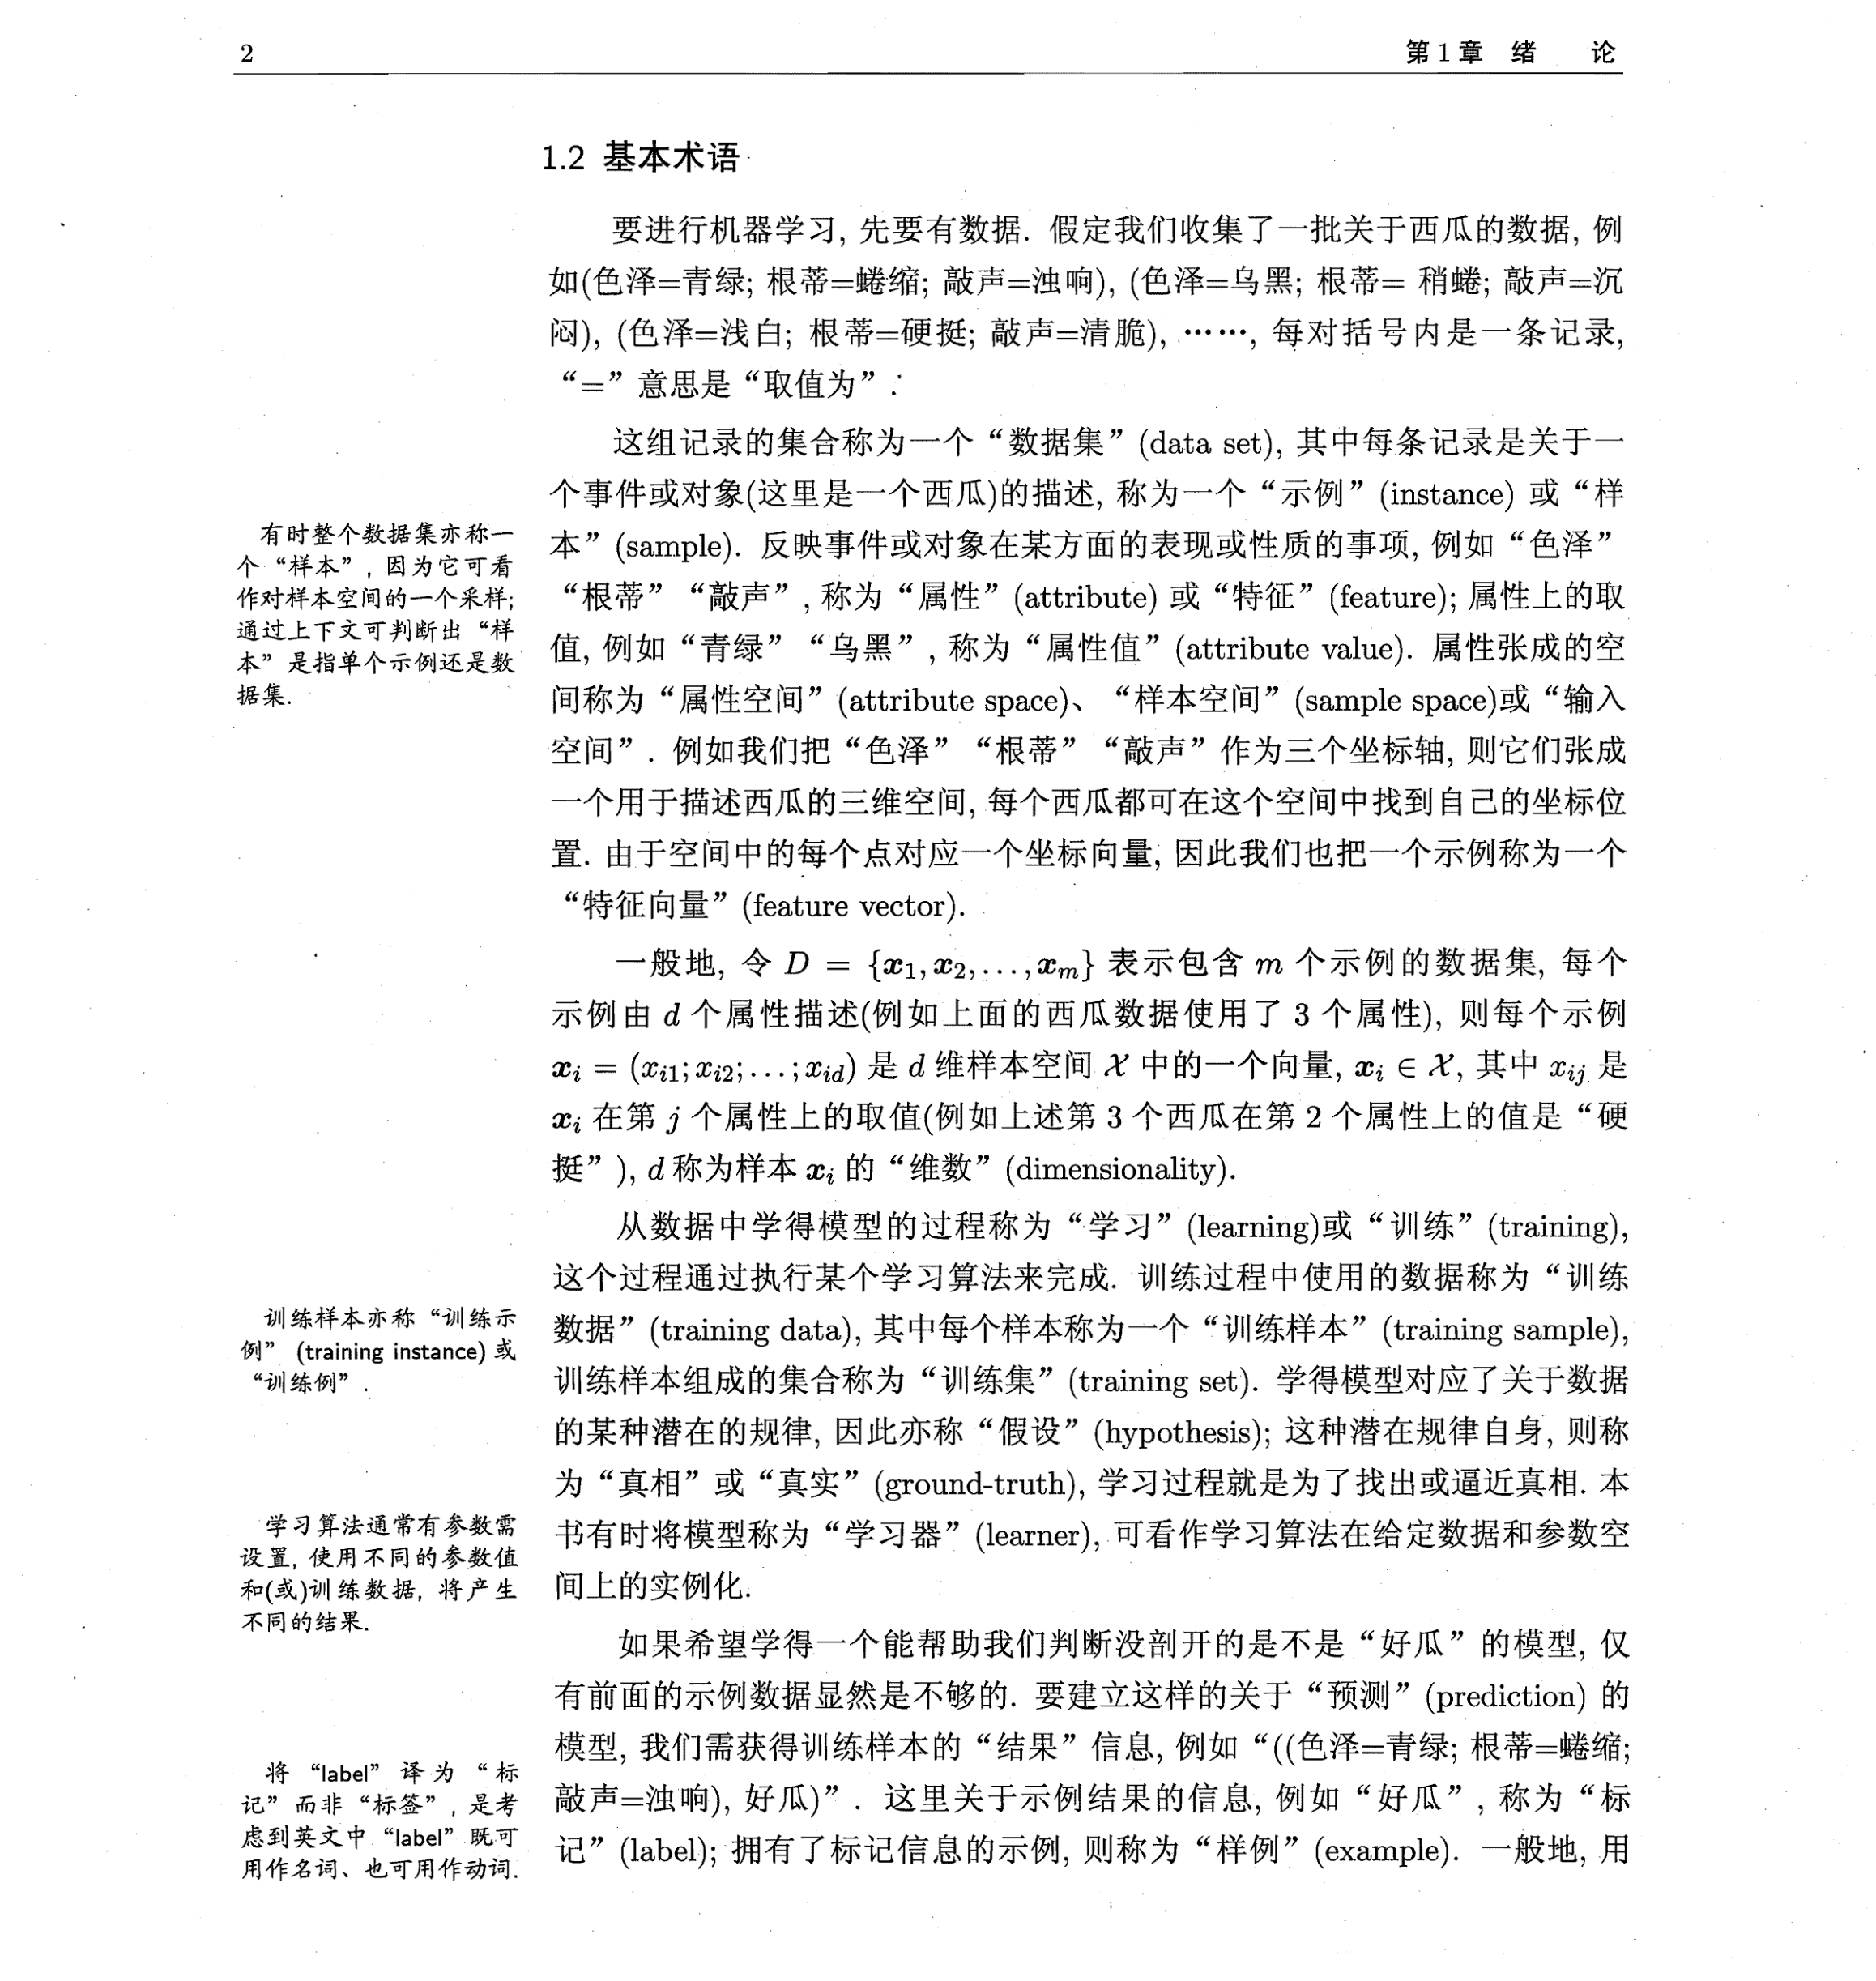 2
第1章 绪 论
1.2 基本术语
要进行机器学习, 先要有数据. 假定我们收集了一批关于西瓜的数据, 例
如(色泽=青绿; 根蒂=蜷缩; 敲声=浊响), (色泽=乌黑; 根蒂= 稍蜷; 敲声=沉
闷), (色泽=浅白; 根蒂=硬挺; 敲声=清脆), ……, 每对括号内是一条记录,
“=” 意思是 “取值为” .
这组记录的集合称为一个 “数据集” (data set), 其中每条记录是关于一
个事件或对象(这里是一个西瓜)的描述, 称为一个 “示例” (instance) 或 “样
本” (sample). 反映事件或对象在某方面的表现或性质的事项, 例如 “色泽”
“根蒂” “敲声” , 称为 “属性” (attribute) 或 “特征” (feature); 属性上的取
值, 例如 “青绿” “乌黑” , 称为 “属性值” (attribute value). 属性张成的空
间称为 “属性空间” (attribute space)、 “样本空间” (sample space)或 “输入
空间” . 例如我们把 “色泽” “根蒂” “敲声” 作为三个坐标轴, 则它们张成
一个用于描述西瓜的三维空间, 每个西瓜都可在这个空间中找到自己的坐标位
置. 由于空间中的每个点对应一个坐标向量, 因此我们也把一个示例称为一个
“特征向量” (feature vector).
有时整个数据集亦称一
个 “样本” , 因为它可看
作对样本空间的一个采样;
通过上下文可判断出 “样
本” 是指单个示例还是数
据集.
一般地, 令 D = {x1, x2, . . . , xm} 表示包含 m 个示例的数据集, 每个
示例由 d 个属性描述(例如上面的西瓜数据使用了 3 个属性), 则每个示例
xi = (xi1; xi2; . . . ; xid) 是 d 维样本空间 𝒳 中的一个向量, xi ∈ 𝒳, 其中 xij 是
xi 在第 j 个属性上的取值(例如上述第 3 个西瓜在第 2 个属性上的值是 “硬
挺” ), d 称为样本 xi 的 “维数” (dimensionality).
从数据中学得模型的过程称为 “学习” (learning)或 “训练” (training),
这个过程通过执行某个学习算法来完成. 训练过程中使用的数据称为 “训练
数据” (training data), 其中每个样本称为一个 “训练样本” (training sample),
训练样本组成的集合称为 “训练集” (training set). 学得模型对应了关于数据
的某种潜在的规律, 因此亦称 “假设” (hypothesis); 这种潜在规律自身, 则称
为 “真相” 或 “真实” (ground-truth), 学习过程就是为了找出或逼近真相. 本
书有时将模型称为 “学习器” (learner), 可看作学习算法在给定数据和参数空
间上的实例化.
训练样本亦称 “训练示
例” (training instance) 或
“训练例” .
学习算法通常有参数需
设置, 使用不同的参数值
和(或)训练数据, 将产生
不同的结果.
如果希望学得一个能帮助我们判断没剖开的是不是 “好瓜” 的模型, 仅
有前面的示例数据显然是不够的. 要建立这样的关于 “预测” (prediction) 的
模型, 我们需获得训练样本的 “结果” 信息, 例如 “((色泽=青绿; 根蒂=蜷缩;
敲声=浊响), 好瓜)” . 这里关于示例结果的信息, 例如 “好瓜” , 称为 “标
记” (label); 拥有了标记信息的示例, 则称为 “样例” (example). 一般地, 用
将 “label” 译为 “标
记” 而非 “标签” , 是考
虑到英文中 “label” 既可
用作名词、也可用作动词.